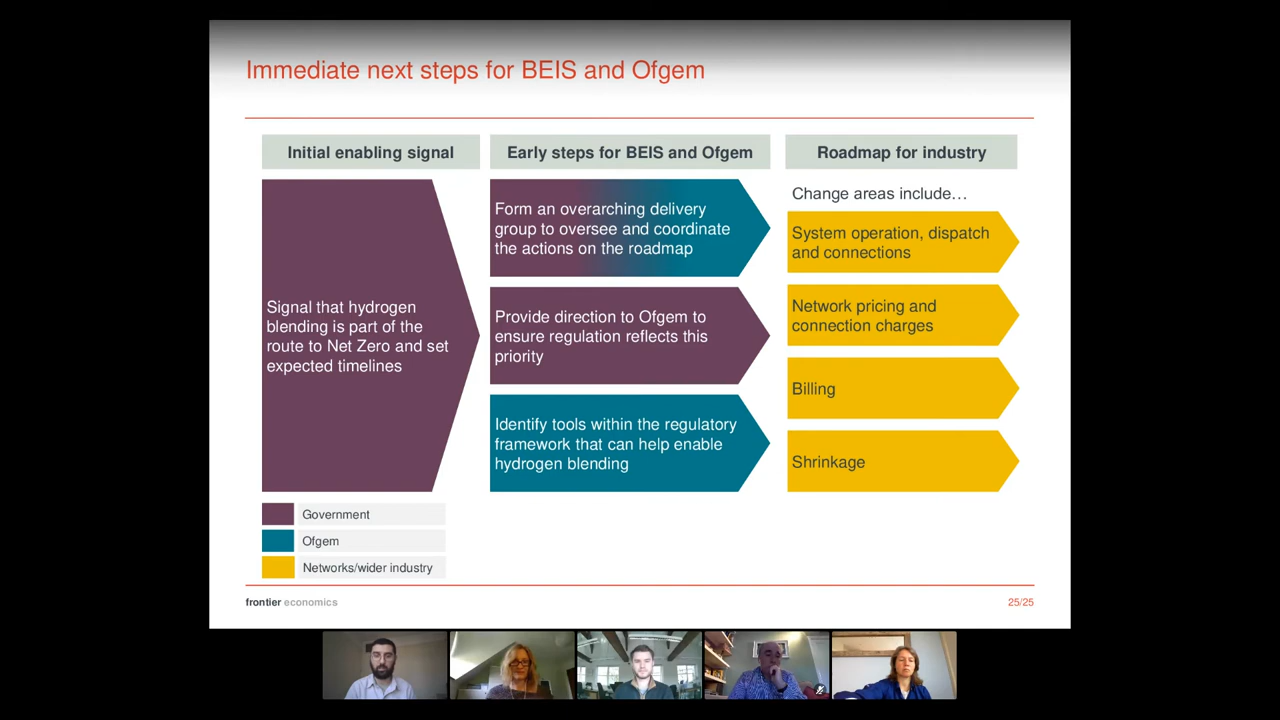 Immediate next steps for BEIS and Ofgem
Initial enabling signal
Early steps for BEIS and Ofgem
Roadmap for industry
Signal that hydrogen
blending is part of the
route to Net Zero and set
expected timelines
Form an overarching delivery
group to oversee and coordinate
the actions on the roadmap
Provide direction to Ofgem to
ensure regulation reflects this
priority
Identify tools within the regulatory
framework that can help enable
hydrogen blending
Change areas include…
System operation, dispatch
and connections
Network pricing and
connection charges
Billing
Shrinkage
Government
Ofgem
Networks/wider industry
frontier economics
25/25